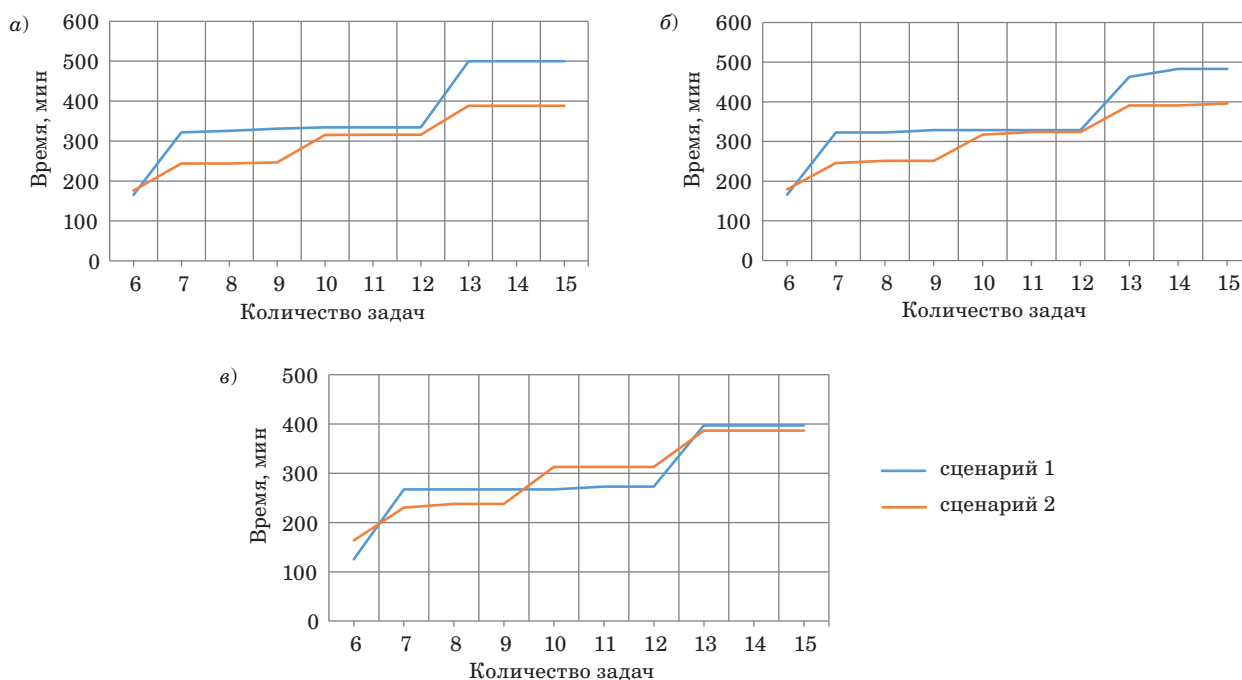 а)
Время, мин
600
500
400
300
200
100
0
6 7 8 9 10 11 12 13 14 15
Количество задач
б)
Время, мин
600
500
400
300
200
100
0
6 7 8 9 10 11 12 13 14 15
Количество задач
в)
Время, мин
500
400
300
200
100
0
6 7 8 9 10 11 12 13 14 15
Количество задач
сценарий 1
сценарий 2